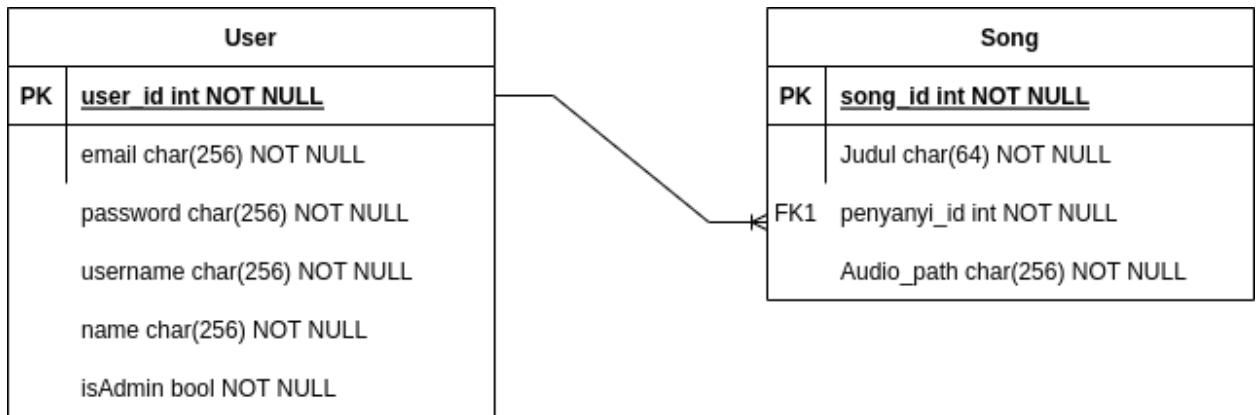 User
PK user_id int NOT NULL
email char(256) NOT NULL
password char(256) NOT NULL
username char(256) NOT NULL
name char(256) NOT NULL
isAdmin bool NOT NULL
Song
PK song_id int NOT NULL
Judul char(64) NOT NULL
FK1 penyanyi_id int NOT NULL
Audio_path char(256) NOT NULL